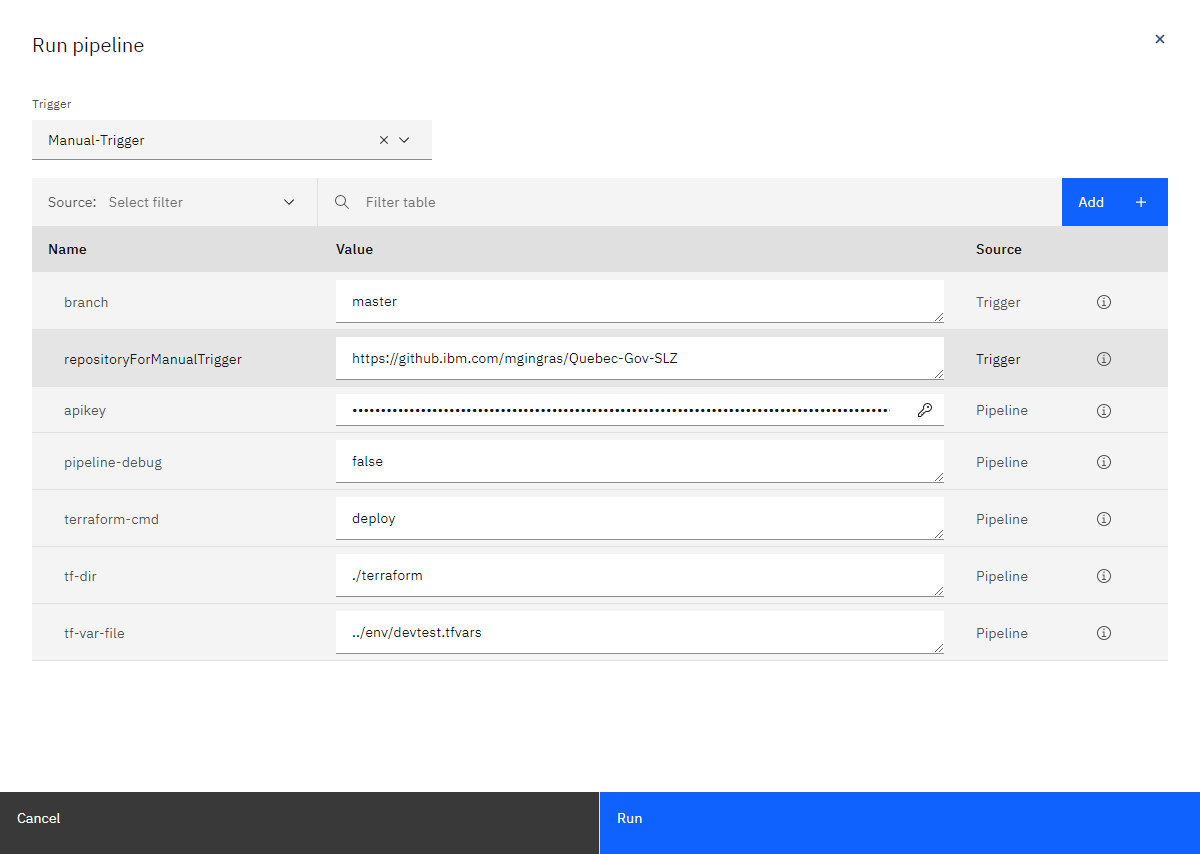 Run pipeline
Trigger
Manual-Trigger
Source: Select filter Filter table Add +
Name Value Source
branch master Trigger
repositoryForManualTrigger https://github.ibm.com/mgingras/Quebec-Gov-SLZ Trigger
apikey Pipeline
pipeline-debug false Pipeline
terraform-cmd deploy Pipeline
tf-dir ./terraform Pipeline
tf-var-file ../env/devtest.tfvars Pipeline
Cancel Run